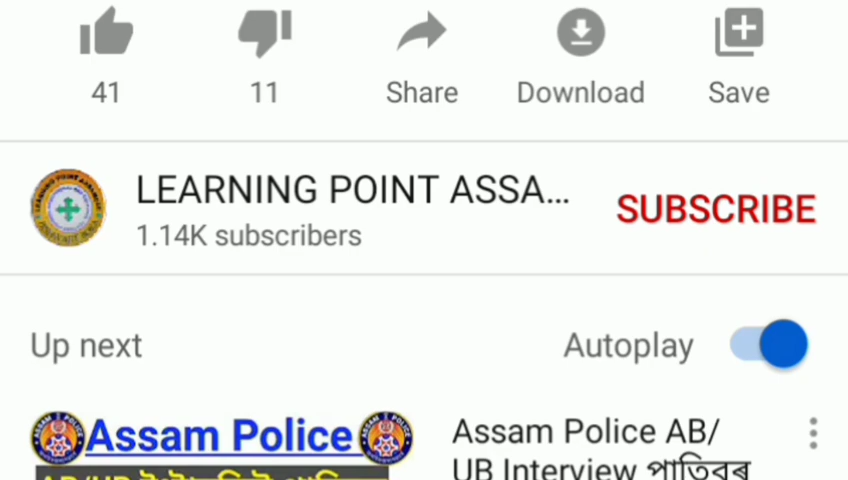 41 11 Share Download Save
LEARNING POINT ASSA... SUBSCRIBE
1.14K subscribers
Up next Autoplay
Assam Police
Assam Police AB/
UB Interview পাতিবৰ